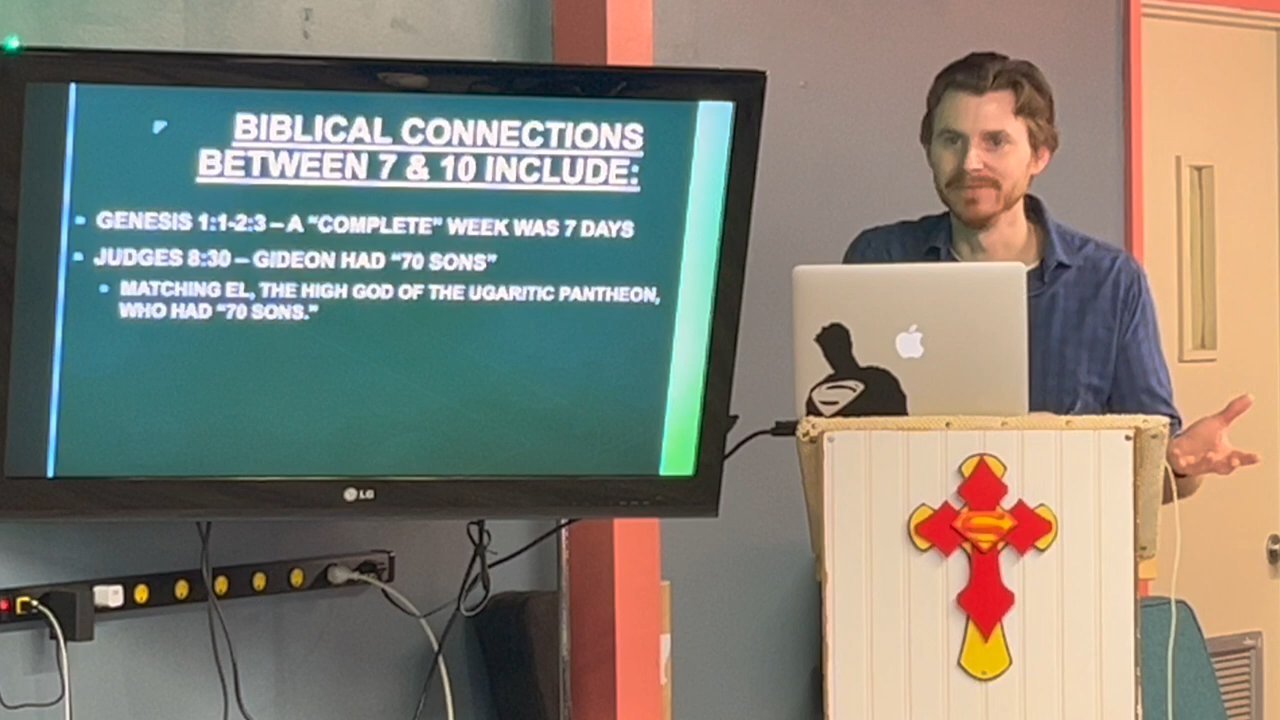 BIBLICAL CONNECTIONS
BETWEEN 7 & 10 INCLUDE:
GENESIS 1:1-2:3 – A “COMPLETE” WEEK WAS 7 DAYS
JUDGES 8:30 – GIDEON HAD “70 SONS”
MATCHING EL, THE HIGH GOD OF THE UGARITIC PANTHEON,
WHO HAD “70 SONS.”
LG